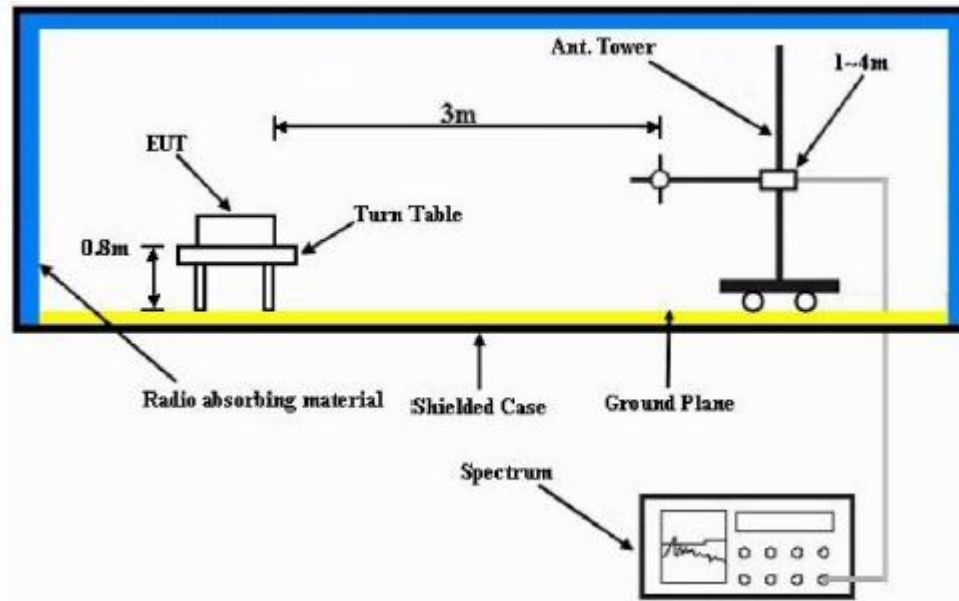 Ant. Tower
1~4m
3m
EUT
Turn Table
0.8m
Radio absorbing material
Shielded Case
Ground Plane
Spectrum